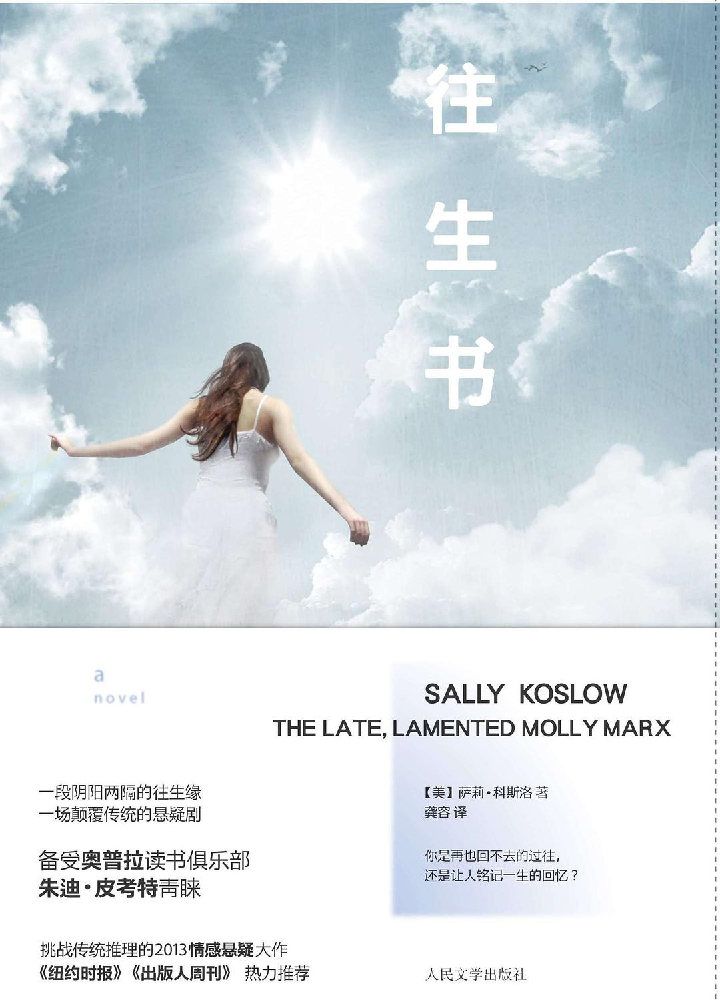 往生书
a
novel
SALLY KOSLOW
THE LATE, LAMENTED MOLLY MARX
一段阴阳两隔的往生缘
一场颠覆传统的悬疑剧
备受奥普拉读书俱乐部
朱迪·皮考特靑睐
挑战传统推理的2013情感悬疑大作
《纽约时报》《出版人周刊》 热力推荐
【美】萨莉·科斯洛 著
龚容 译
你是再也回不去的过往，
还是让人铭记一生的回忆？
人民文学出版社